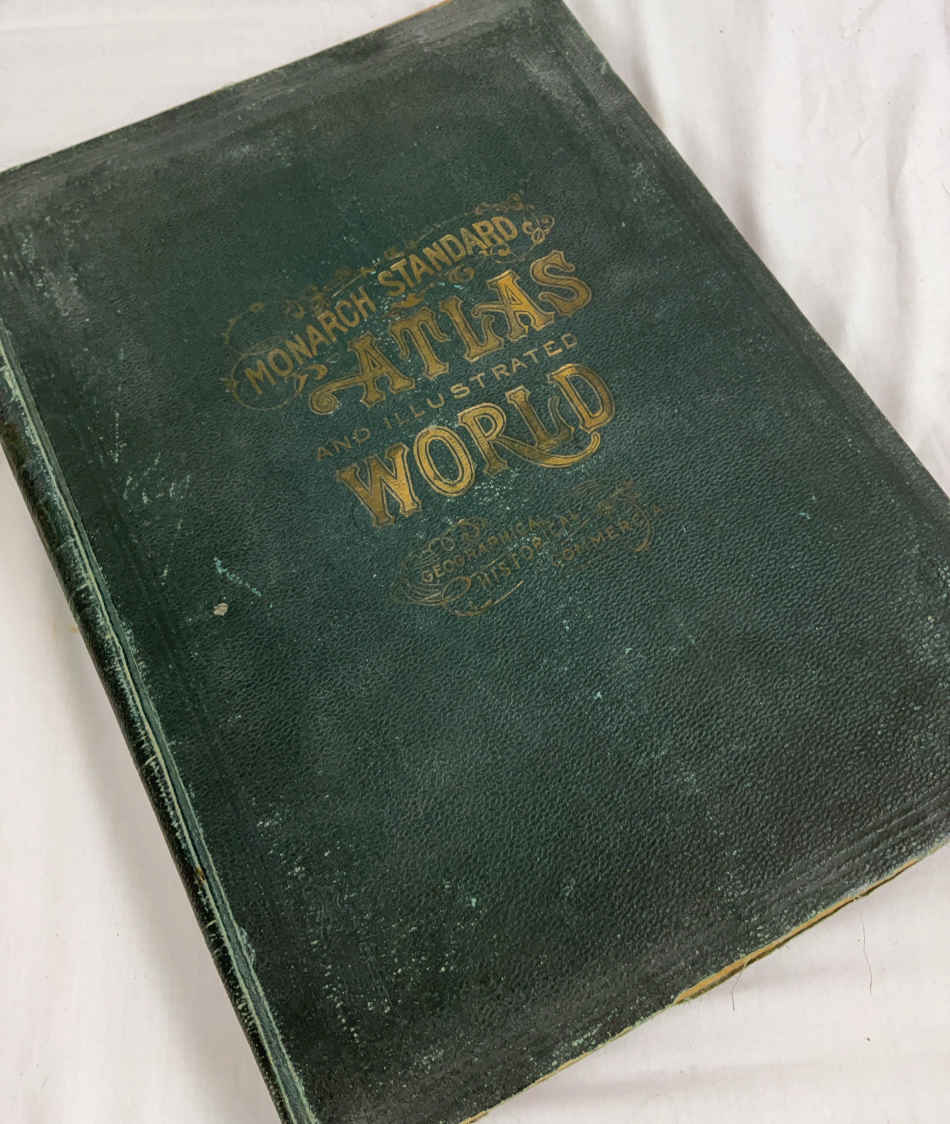 MONARCH STANDARD
ATLAS
AND ILLUSTRATED
WORLD
GEOGRAPHICAL
HISTORICAL
COMMERCIAL